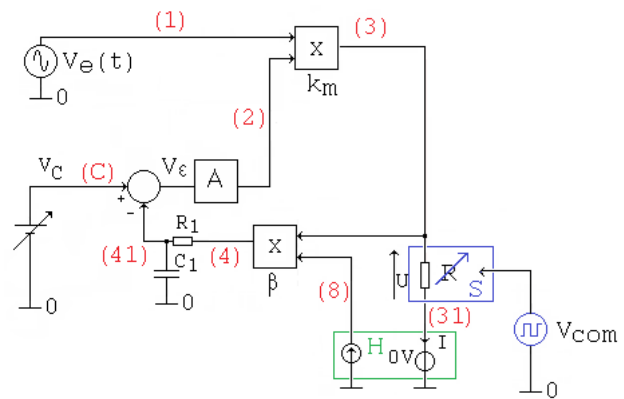 (1)
(3)
Ve(t)
X
0
km
(2)
VC (C)
Vε
A
+
-
R1
X
(41)
C1
(4)
β
(8)
U
R
S
(31)
0
0
H
0V
I
Vcom
0